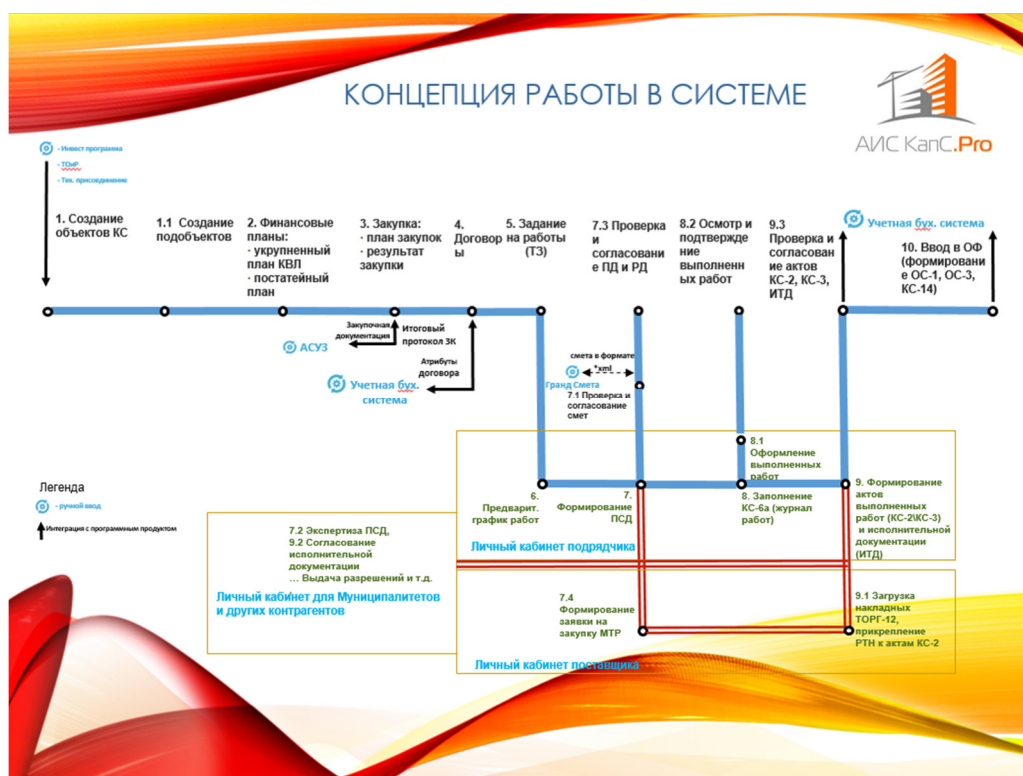 КОНЦЕПЦИЯ РАБОТЫ В СИСТЕМЕ
АИС КапС.Pro
- Инвест программа
- ТОиР
- Тех. присоединение
1. Создание
объектов КС
1.1 Создание
подобъектов
2. Финансовые
планы:
· укрупненный
план КВЛ
· постатейный
план
3. Закупка:
· план закупок
· результат
закупки
4.
Договор
ы
5. Задание
на работы
(ТЗ)
7.3 Проверка
и
согласовани
е ПД и РД
8.2 Осмотр и
подтвержде
ние
выполненн
ых работ
9.3
Проверка и
согласован
ие актов
КС-2, КС-3,
ИТД
Учетная бух. система
10. Ввод в ОФ
(формировани
е ОС-1, ОС-3,
КС-14)
Закупочная
документация
Итоговый
протокол ЗК
АСУЗ
Атрибуты
договора
Учетная бух.
система
смета в формате
*xml
Гранд Смета
7.1 Проверка и
согласование
смет
8.1
Оформление
выполненных
работ
6.
Предварит.
график работ
7.
Формирование
ПСД
8. Заполнение
КС-6а (журнал
работ)
9. Формирование
актов
выполненных
работ (КС-2\КС-3)
и исполнительной
документации
(ИТД)
Личный кабинет подрядчика
Легенда
- ручной ввод
Интеграция с программным продуктом
7.2 Экспертиза ПСД,
9.2 Согласование
исполнительной
документации
… Выдача разрешений и т.д.
Личный кабинет для Муниципалитетов
и других контрагентов
7.4
Формирование
заявки на
закупку МТР
9.1 Загрузка
накладных
ТОРГ-12,
прикрепление
РТН к актам КС-2
Личный кабинет поставщика